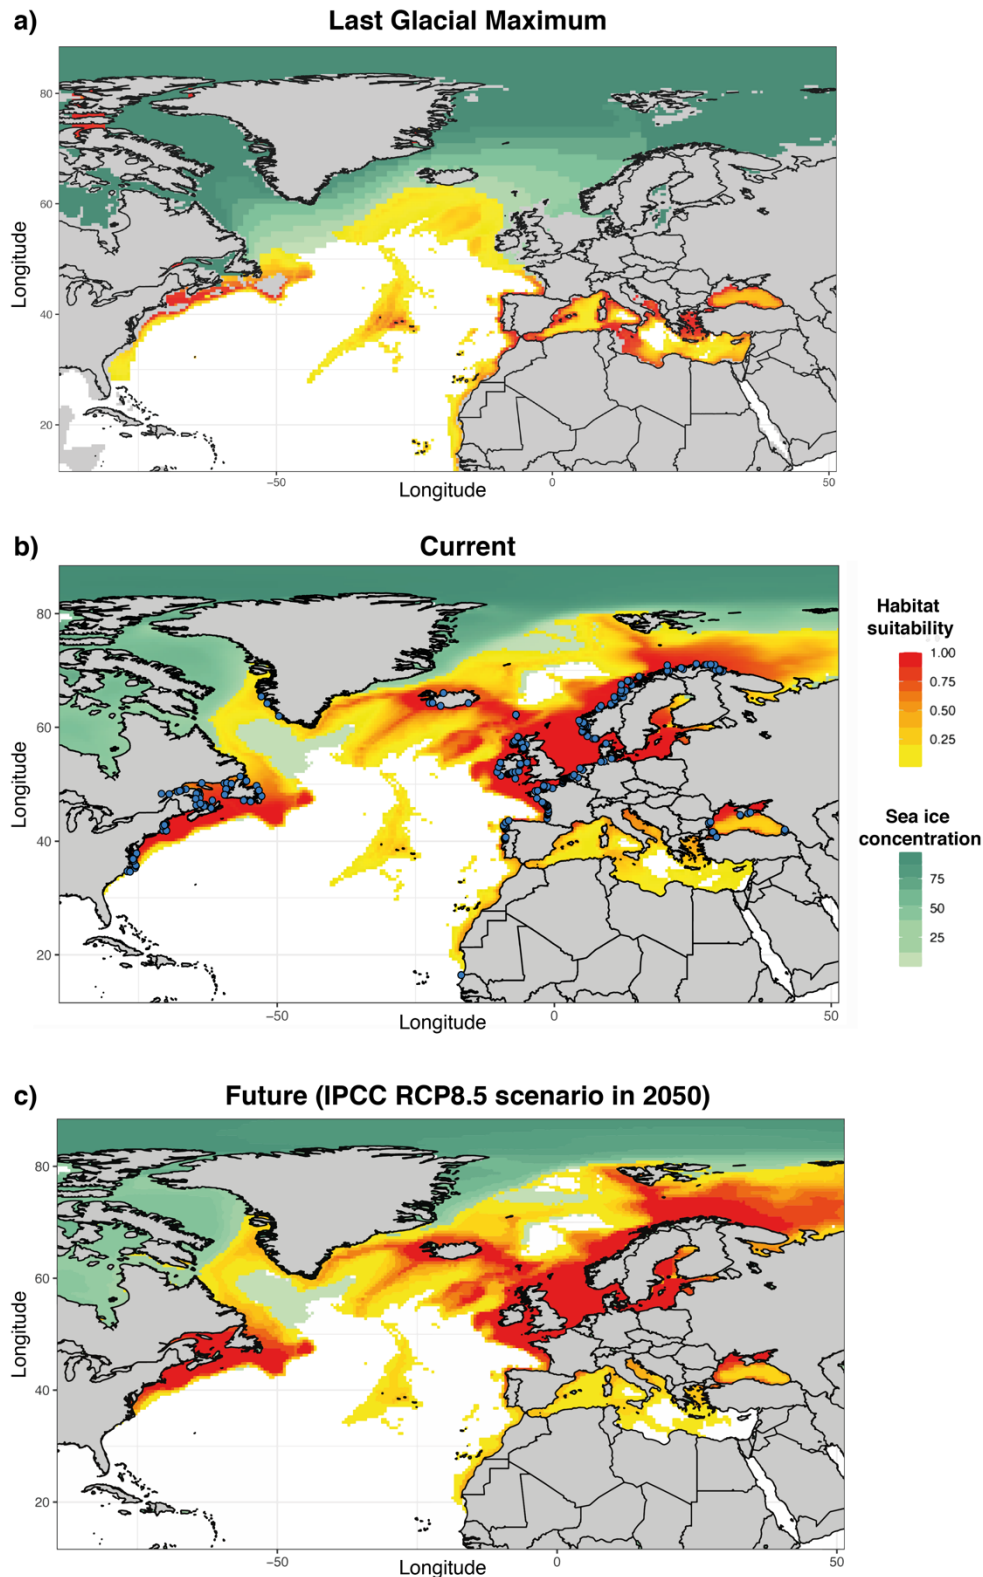 a) Last Glacial Maximum
80
60
40
20
Longitude
−50
0
50
Longitude
b) Current
80
60
40
20
Longitude
−50
0
50
Longitude
Habitat
suitability
1.00
0.75
0.50
0.25
Sea ice
concentration
75
50
25
c) Future (IPCC RCP8.5 scenario in 2050)
80
60
40
20
Longitude
−50
0
50
Longitude